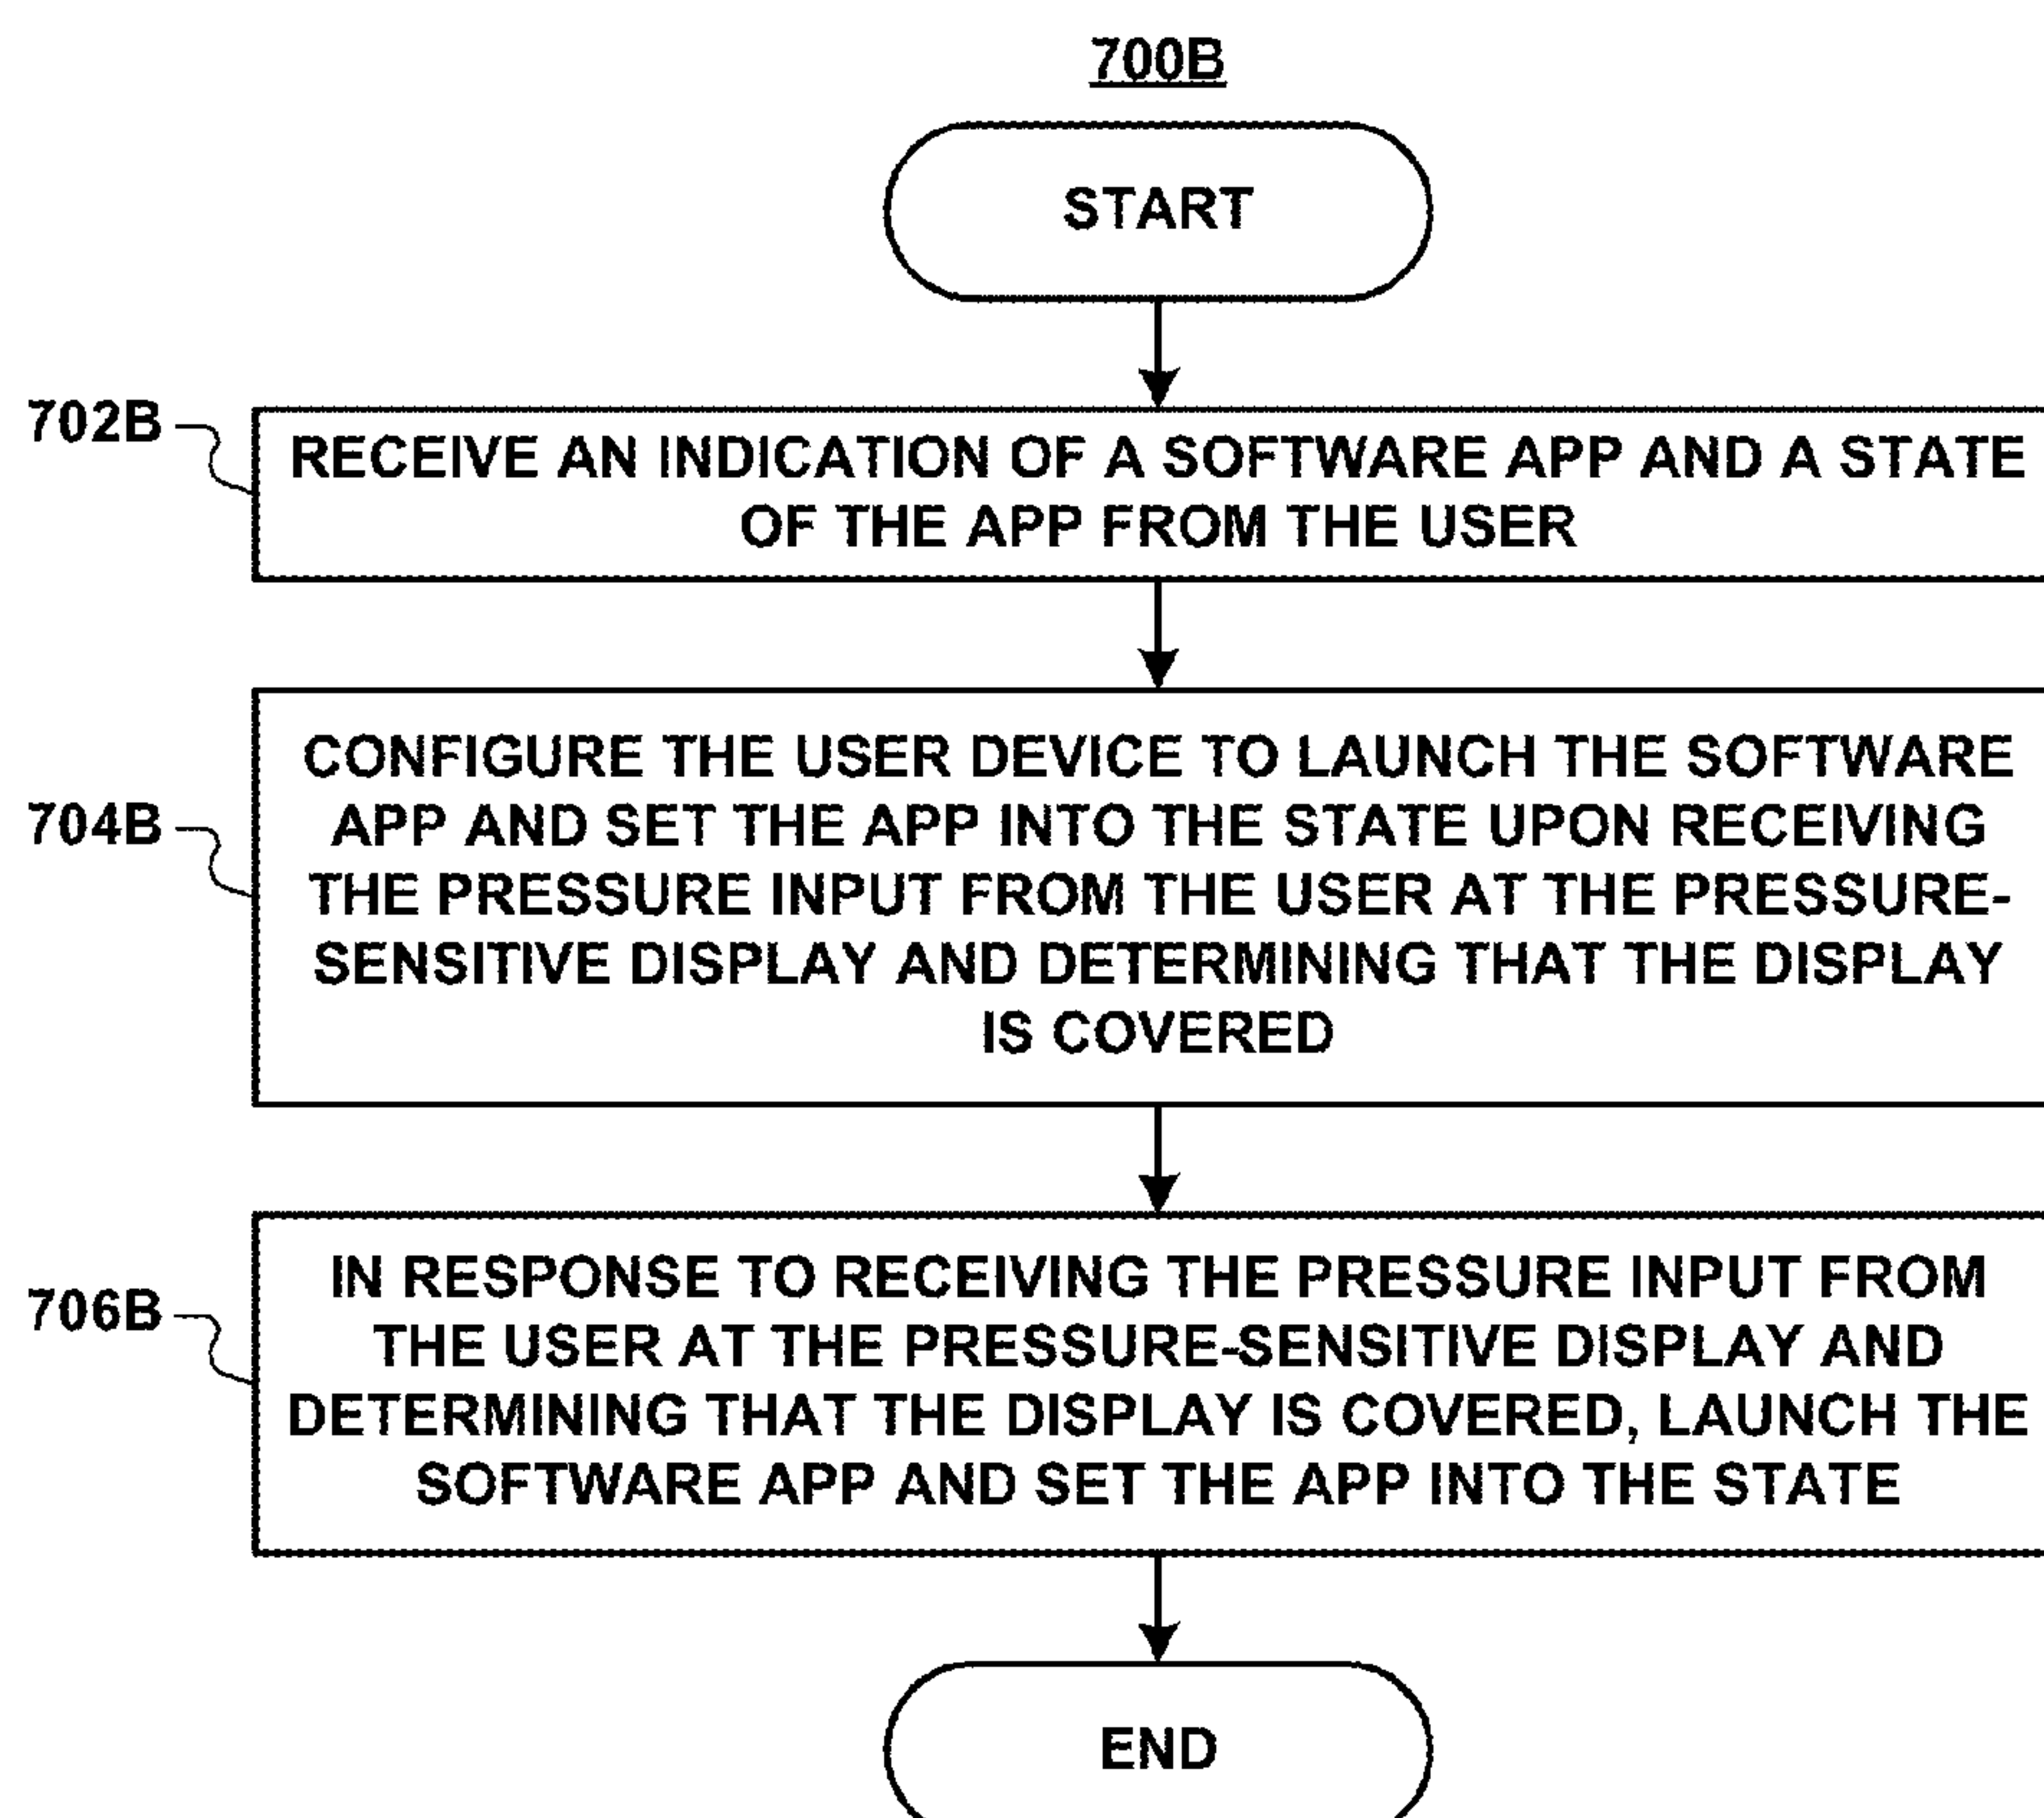 700B
START
702B
RECEIVE AN INDICATION OF A SOFTWARE APP AND A STATE
OF THE APP FROM THE USER
704B
CONFIGURE THE USER DEVICE TO LAUNCH THE SOFTWARE
APP AND SET THE APP INTO THE STATE UPON RECEIVING
THE PRESSURE INPUT FROM THE USER AT THE PRESSURE-
SENSITIVE DISPLAY AND DETERMINING THAT THE DISPLAY
IS COVERED
706B
IN RESPONSE TO RECEIVING THE PRESSURE INPUT FROM
THE USER AT THE PRESSURE-SENSITIVE DISPLAY AND
DETERMINING THAT THE DISPLAY IS COVERED, LAUNCH THE
SOFTWARE APP AND SET THE APP INTO THE STATE
END